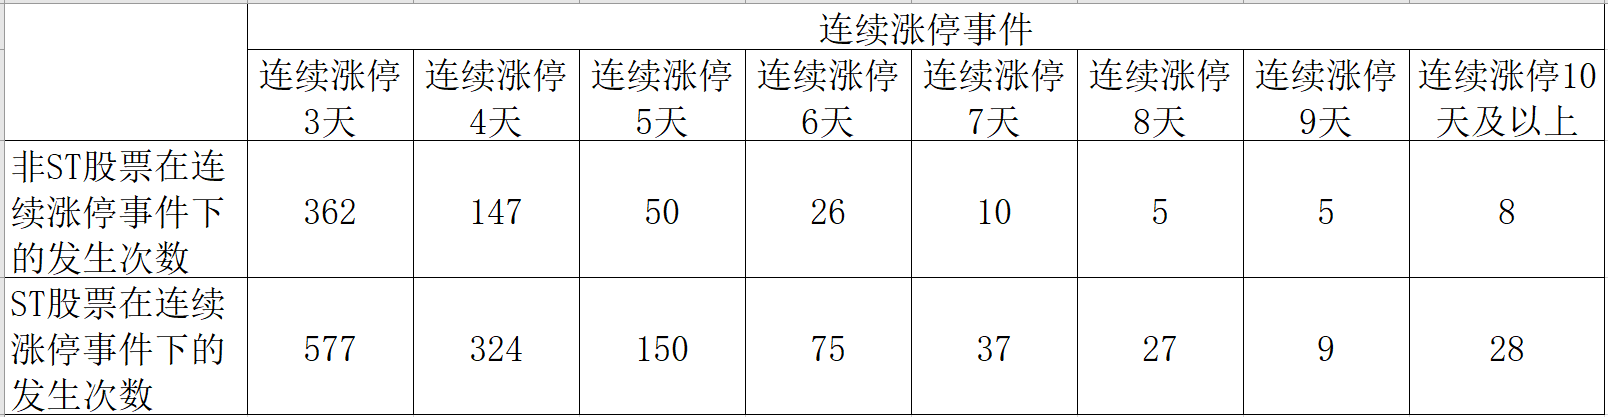 连续涨停事件
连续涨停 连续涨停 连续涨停 连续涨停 连续涨停 连续涨停 连续涨停 连续涨停10
3天 4天 5天 6天 7天 8天 9天 天及以上
非ST股票在连
续涨停事件下 362 147 50 26 10 5 5 8
的发生次数
ST股票在连续
涨停事件下的 577 324 150 75 37 27 9 28
发生次数